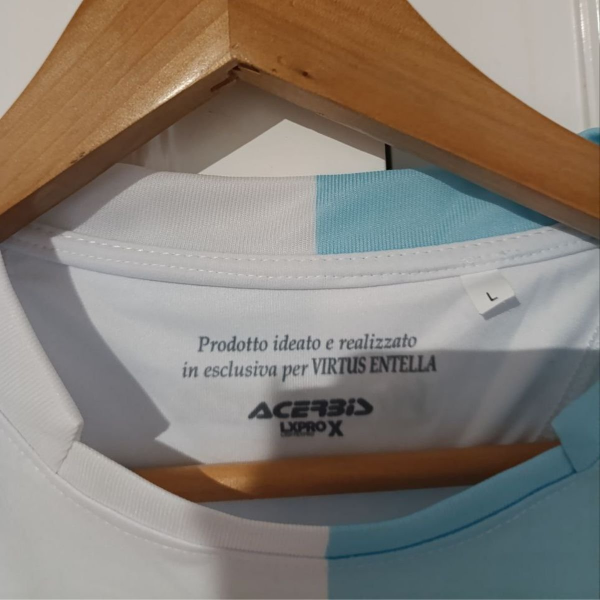 L
Prodotto ideato e realizzato
in esclusiva per VIRTUS ENTELLA
ACERBIS
LXPRO X